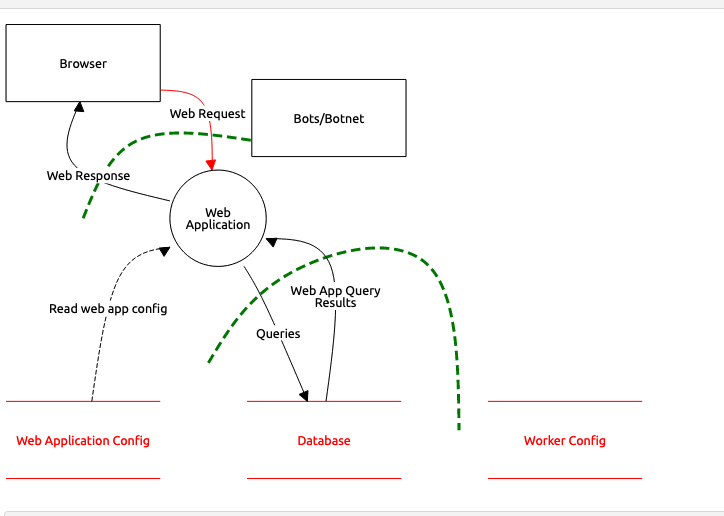 Browser
Web Request
Bots/Botnet
Web Response
Web
Application
Read web app config
Web App Query
Results
Queries
Web Application Config
Database
Worker Config